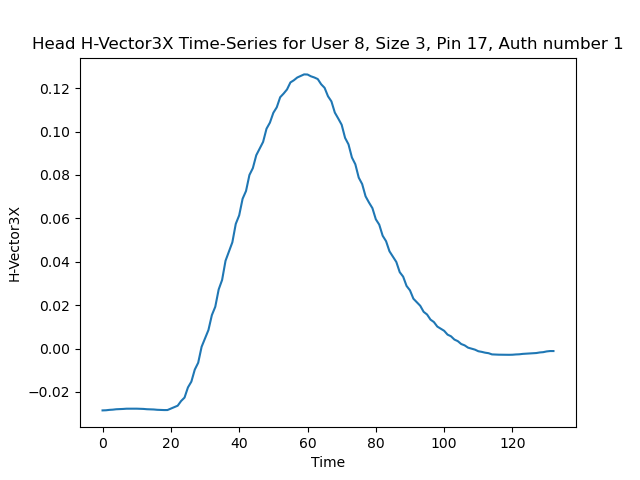 Head H-Vector3X Time-Series for User 8, Size 3, Pin 17, Auth number 1
H-Vector3X
0.12
0.10
0.08
0.06
0.04
0.02
0.00
−0.02
0 20 40 60 80 100 120
Time